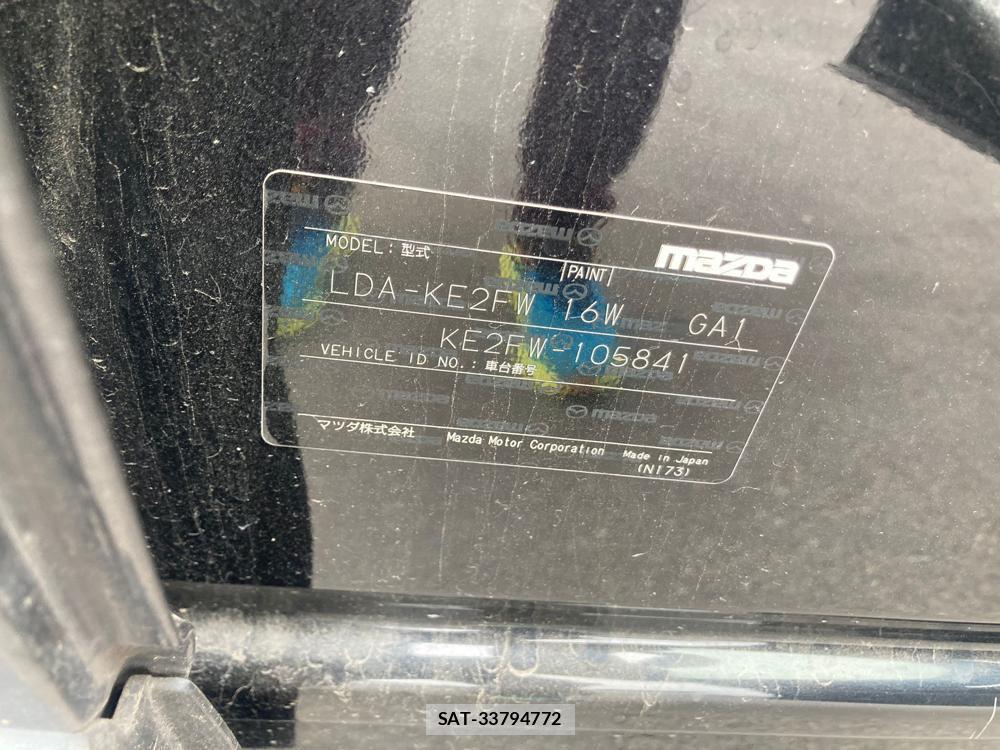 mazda
MODEL: 型式
PAINT
LDA-KE2FW 16W GA1
KE2FW-105841
VEHICLE ID NO.: 車台番号
マツダ株式会社 Mazda Motor Corporation Made in Japan
(N173)
SAT-33794772